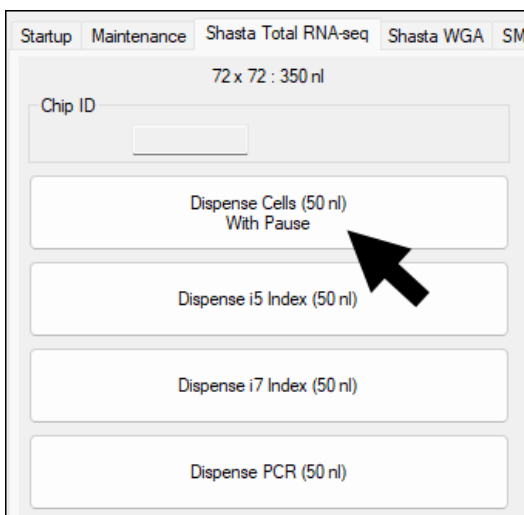 Startup Maintenance Shasta Total RNA-seq Shasta WGA SM
72 x 72 : 350 nl
Chip ID
Dispense Cells (50 nl)
With Pause
Dispense i5 Index (50 nl)
Dispense i7 Index (50 nl)
Dispense PCR (50 nl)